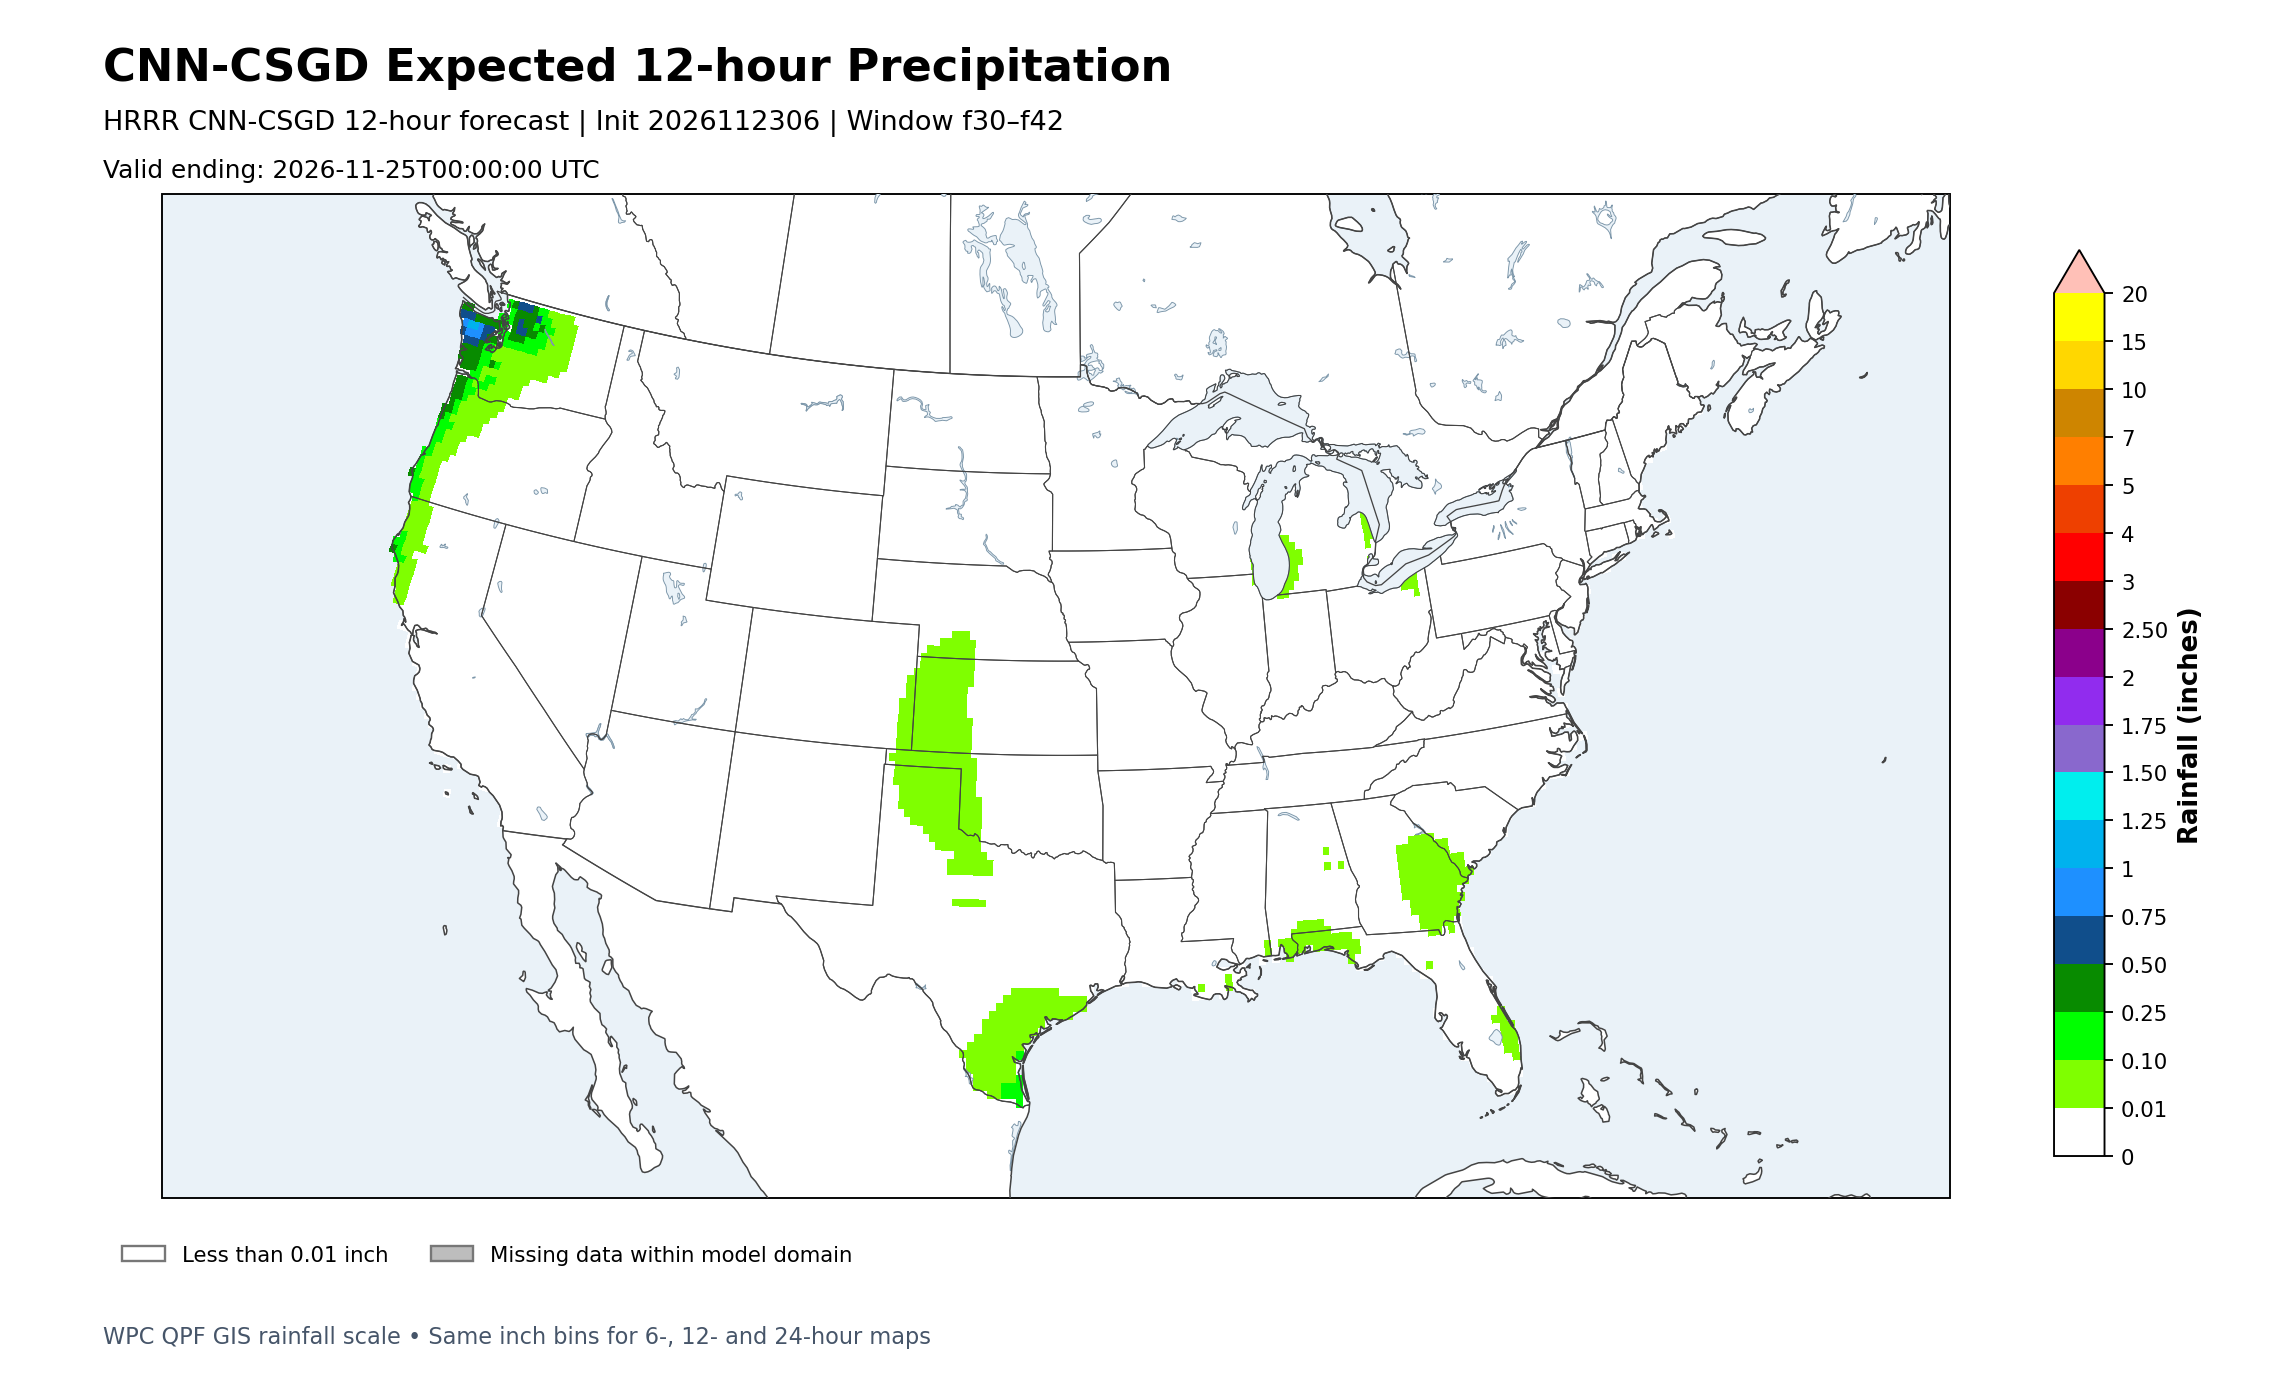 CNN-CSGD Expected 12-hour Precipitation
HRRR CNN-CSGD 12-hour forecast | Init 2026112306 | Window f30–f42
Valid ending: 2026-11-25T00:00:00 UTC
20
15
10
7
5
4
3
2.50
2
1.75
1.50
1.25
1
0.75
0.50
0.25
0.10
0.01
0
Rainfall (inches)
Less than 0.01 inch
Missing data within model domain
WPC QPF GIS rainfall scale • Same inch bins for 6-, 12- and 24-hour maps